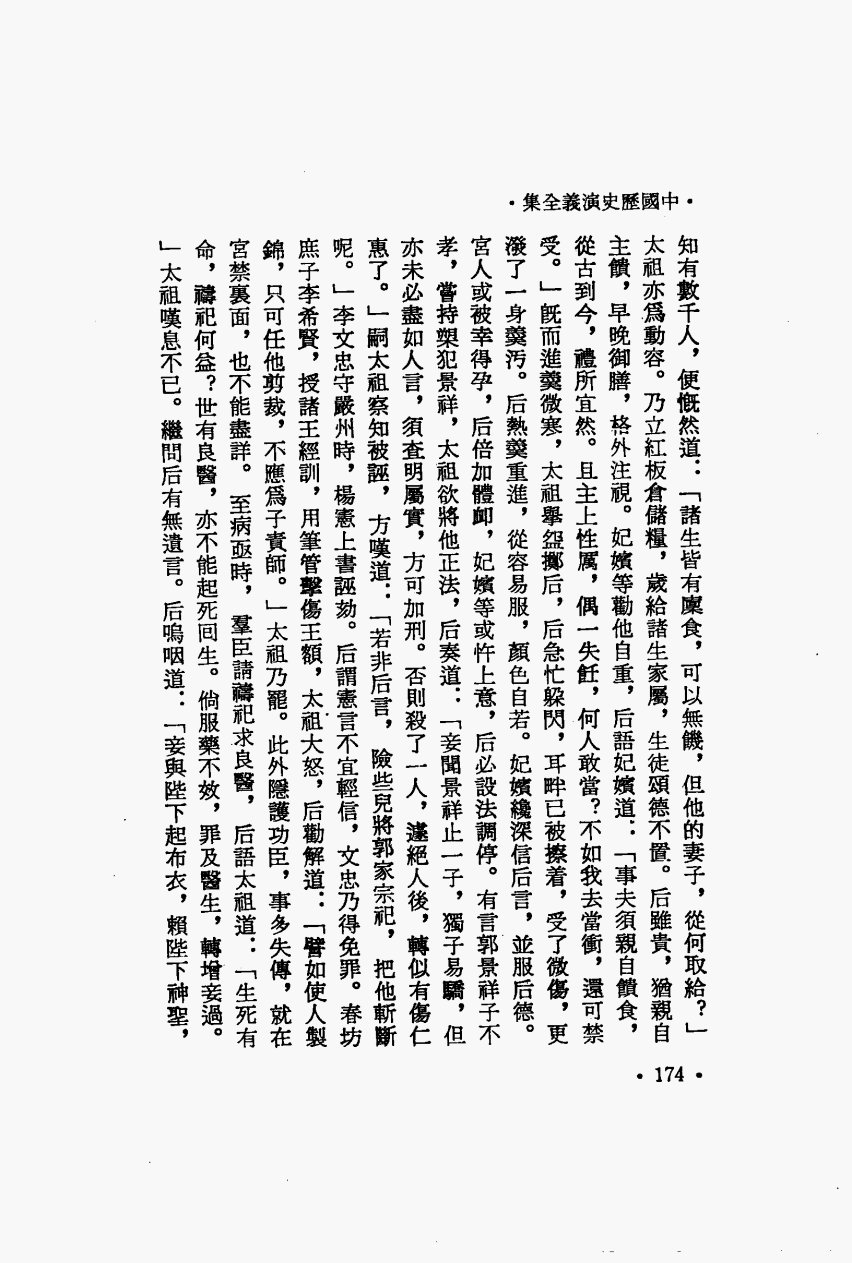 ·中國歷史演義全集·
知有數千人，便慨然道：「諸生皆有廩食，可以無饑，但他的妻子，從何取給？」
太祖亦爲動容。乃立紅板倉儲糧，歲給諸生家屬，生徒頌德不置。后雖貴，猶親自
主饋，早晚御膳，格外注視。妃嬪等勸他自重，后語妃嬪道：「事夫須親自饋食，
從古到今，禮所宜然。且主上性厲，偶一失飪，何人敢當？不如我去當衝，還可禁
受。」既而進羹微寒，太祖舉盌擲后，后急忙躲閃，耳畔已被擦着，受了微傷，更
潑了一身羹汚。后熱羹重進，從容易服，顏色自若。妃嬪纔深信后言，並服后德。
宮人或被幸得孕，后倍加體卹，妃嬪等或忤上意，后必設法調停。有言郭景祥子不
孝，嘗持槊犯景祥，太祖欲將他正法，后奏道：「妾聞景祥止一子，獨子易驕，但
亦未必盡如人言，須查明屬實，方可加刑。否則殺了一人，遽絕人後，轉似有傷仁
惠了。」嗣太祖察知被誣，方嘆道：「若非后言，險些兒將郭家宗祀，把他斬斷
呢。」李文忠守嚴州時，楊憲上書誣劾。后謂憲言不宜輕信，文忠乃得免罪。春坊
庶子李希賢，授諸王經訓，用筆管擊傷王額，太祖大怒，后勸解道：「譬如使人製
錦，只可任他剪裁，不應爲子責師。」太祖乃罷。此外隱護功臣，事多失傳，就在
宮禁裏面，也不能盡詳。至病亟時，羣臣請禱祀求良醫，后語太祖道：「生死有
命，禱祀何益？世有良醫，亦不能起死回生。倘服藥不效，罪及醫生，轉增妾過。
」太祖嘆息不已。繼問后有無遺言。后嗚咽道：「妾與陛下起布衣，賴陛下神聖，
·174·